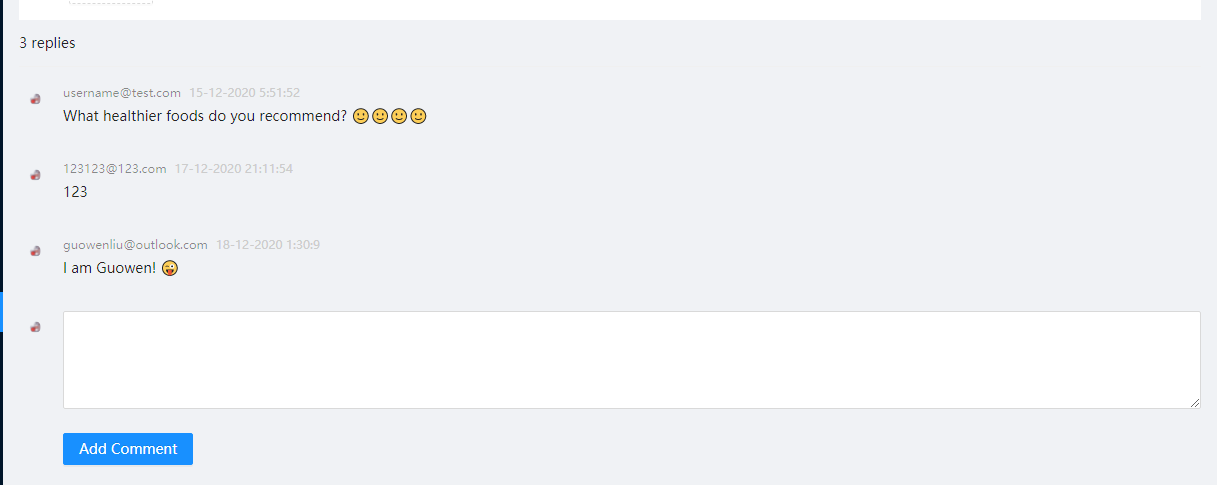 3 replies
username@test.com 15-12-2020 5:51:52
What healthier foods do you recommend? 🙂🙂🙂🙂
123123@123.com 17-12-2020 21:11:54
123
guowenliu@outlook.com 18-12-2020 1:30:9
I am Guowen! 😜
Add Comment